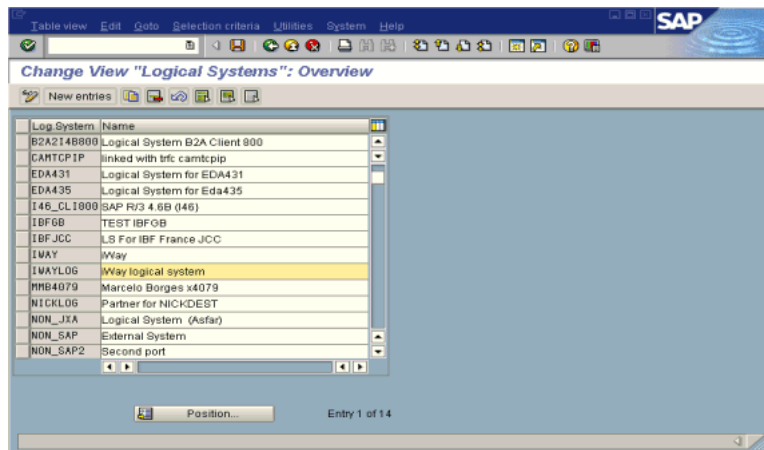 Table view Edit Goto Selection criteria Utilities System Help
SAP
Change View "Logical Systems": Overview
New entries
Log.System Name
B2A2I4B800 Logical System B2A Client 800
CAMTCPIP linked with trfc camtcpip
EDA431 Logical System for EDA431
EDA435 Logical System for Eda435
I46_CLI800 SAP R/3 4.6B (I46)
IBFGB TEST IBFGB
IBFJCC LS For IBF France JCC
IWAY iWay
IWAYLOG iWay logical system
MMB4079 Marcelo Borges x4079
NICKLOG Partner for NICKDEST
NON_JXA Logical System (Asfar)
NON_SAP External System
NON_SAP2 Second port
Position...
Entry 1 of 14